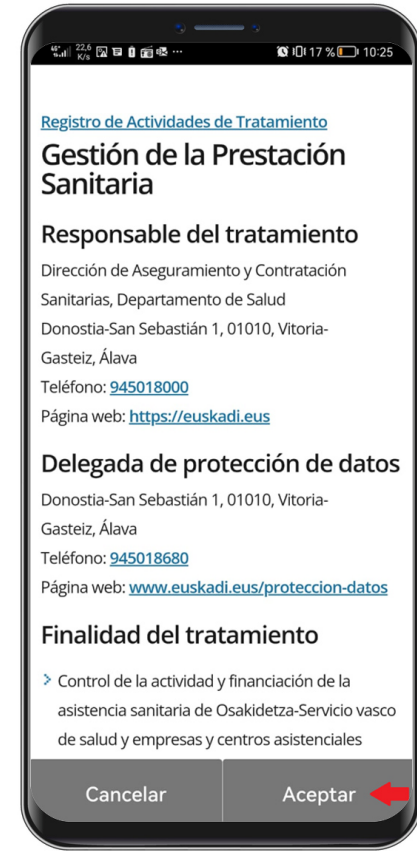 46+ 22,6 K/s 17 % 10:25
Registro de Actividades de Tratamiento
Gestión de la Prestación
Sanitaria
Responsable del tratamiento
Dirección de Aseguramiento y Contratación
Sanitarias, Departamento de Salud
Donostia-San Sebastián 1, 01010, Vitoria-
Gasteiz, Álava
Teléfono: 945018000
Página web: https://euskadi.eus
Delegada de protección de datos
Donostia-San Sebastián 1, 01010, Vitoria-
Gasteiz, Álava
Teléfono: 945018680
Página web: www.euskadi.eus/proteccion-datos
Finalidad del tratamiento
Control de la actividad y financiación de la
asistencia sanitaria de Osakidetza-Servicio vasco
de salud y empresas y centros asistenciales
Cancelar Aceptar